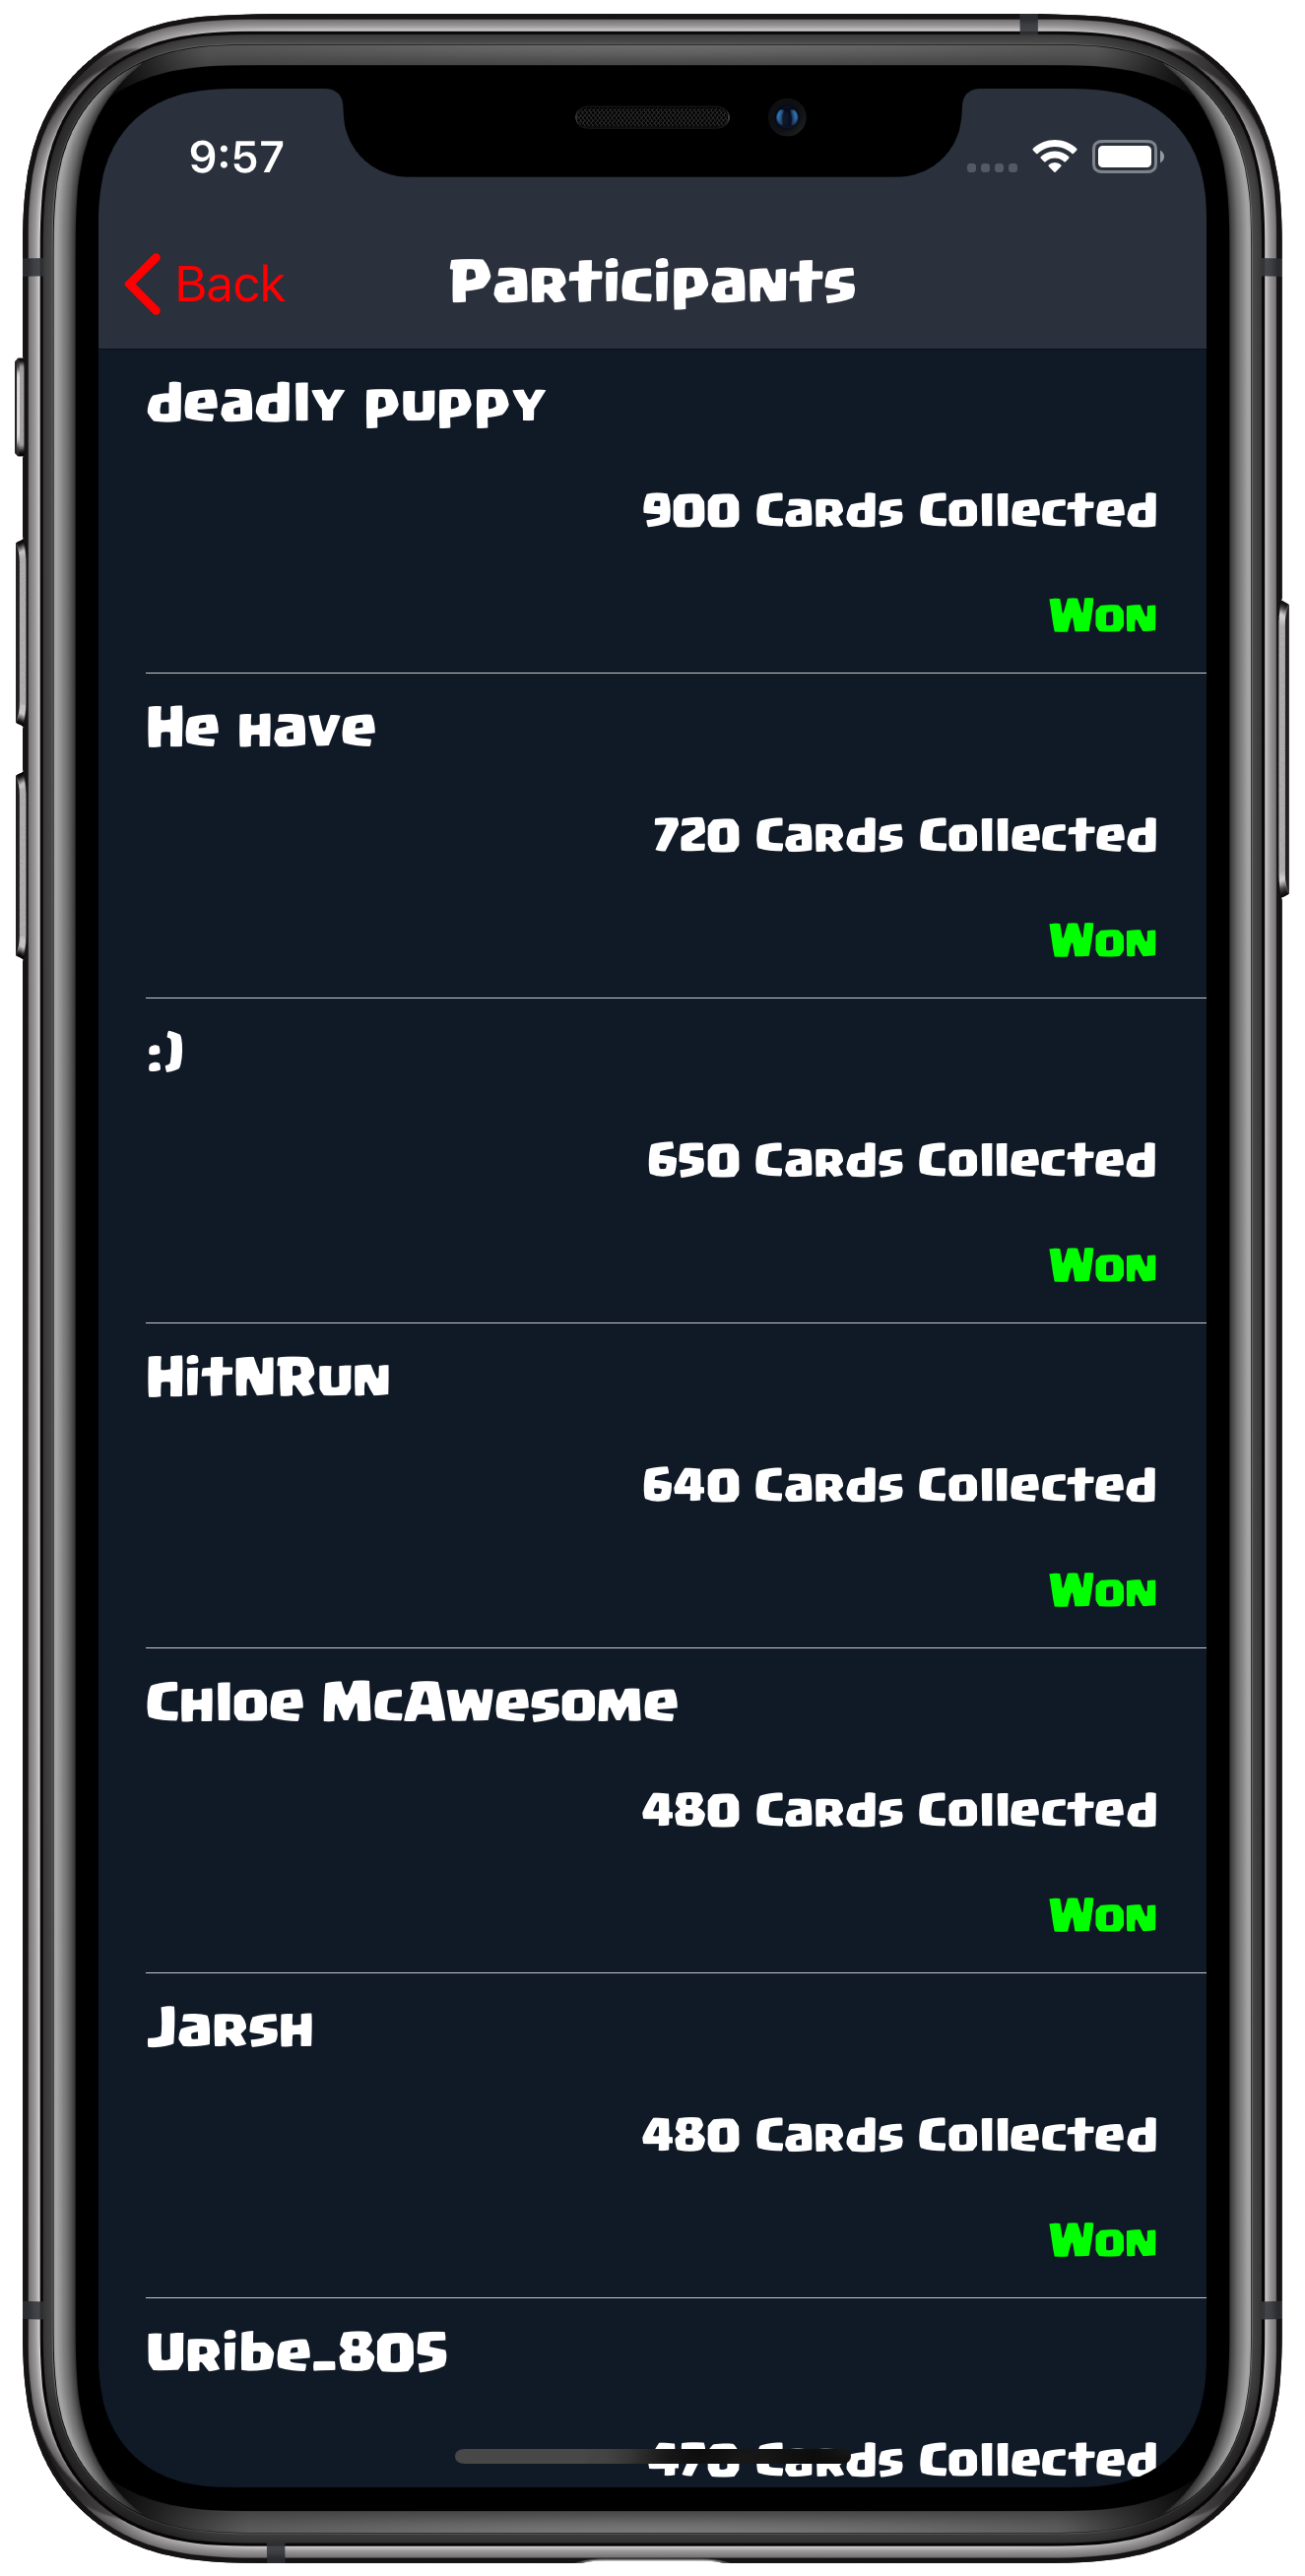 9:57
Back
Participants
deadly puppy
900 Cards Collected
Won
He have
720 Cards Collected
Won
:)
650 Cards Collected
Won
HitNRun
640 Cards Collected
Won
Chloe McAwesome
480 Cards Collected
Won
Jarsh
480 Cards Collected
Won
Uribe_805
470 Cards Collected